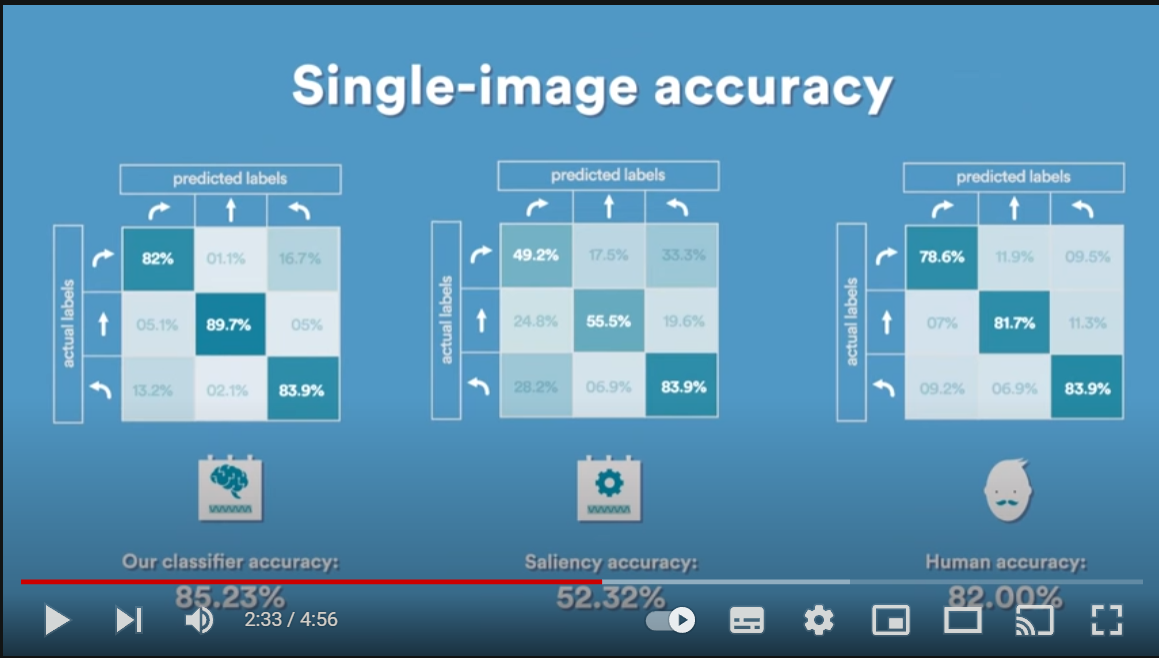 Single-image accuracy
predicted labels
actual labels
82% 01.1% 16.7%
05.1% 89.7% 05%
13.2% 02.1% 83.9%
Our classifier accuracy:
85.23%
predicted labels
actual labels
49.2% 17.5% 33.3%
24.8% 55.5% 19.6%
28.2% 06.9% 83.9%
Saliency accuracy:
52.32%
predicted labels
actual labels
78.6% 11.9% 09.5%
07% 81.7% 11.3%
09.2% 06.9% 83.9%
Human accuracy:
82.00%
2:33 / 4:56